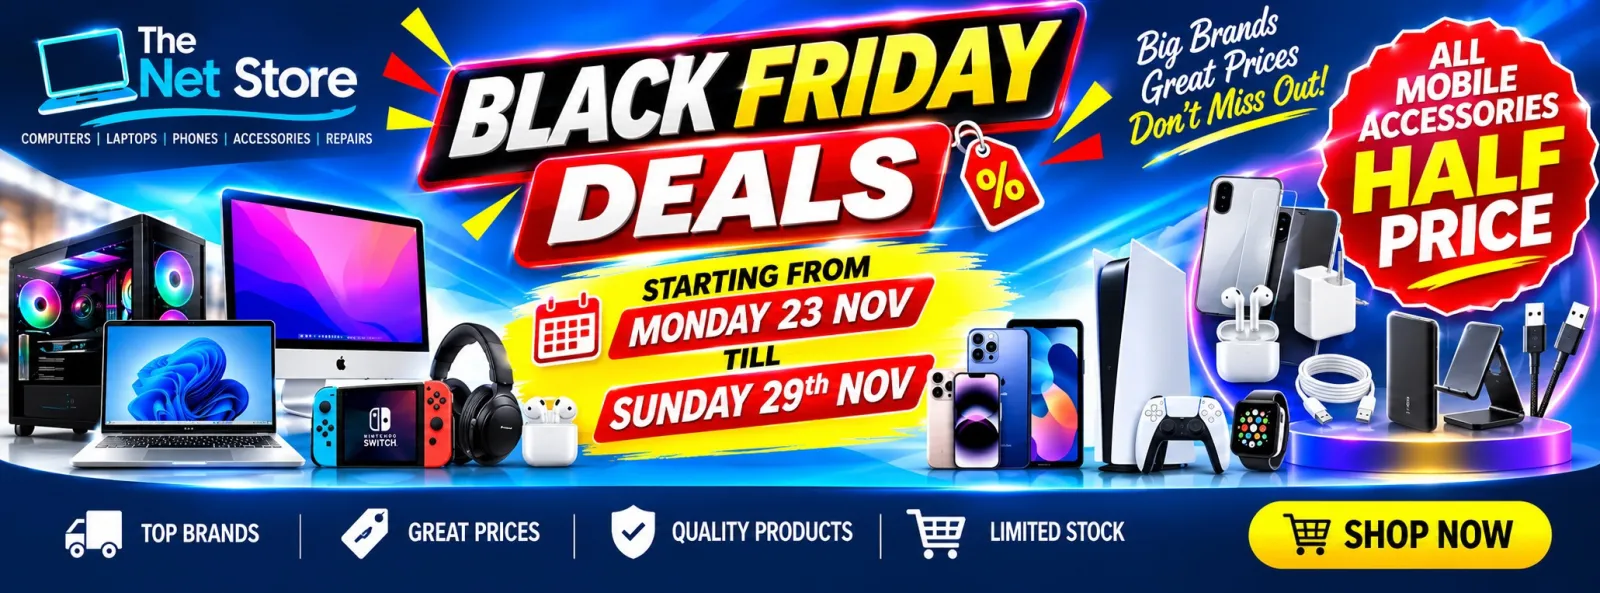 The
Net Store
COMPUTERS | LAPTOPS | PHONES | ACCESSORIES | REPAIRS
BLACK FRIDAY
DEALS
%
STARTING FROM
MONDAY 23 NOV
TILL
SUNDAY 29th NOV
Big Brands
Great Prices
Don't Miss Out!
ALL
MOBILE
ACCESSORIES
HALF
PRICE
NINTENDO
SWITCH
TOP BRANDS
GREAT PRICES
QUALITY PRODUCTS
LIMITED STOCK
SHOP NOW